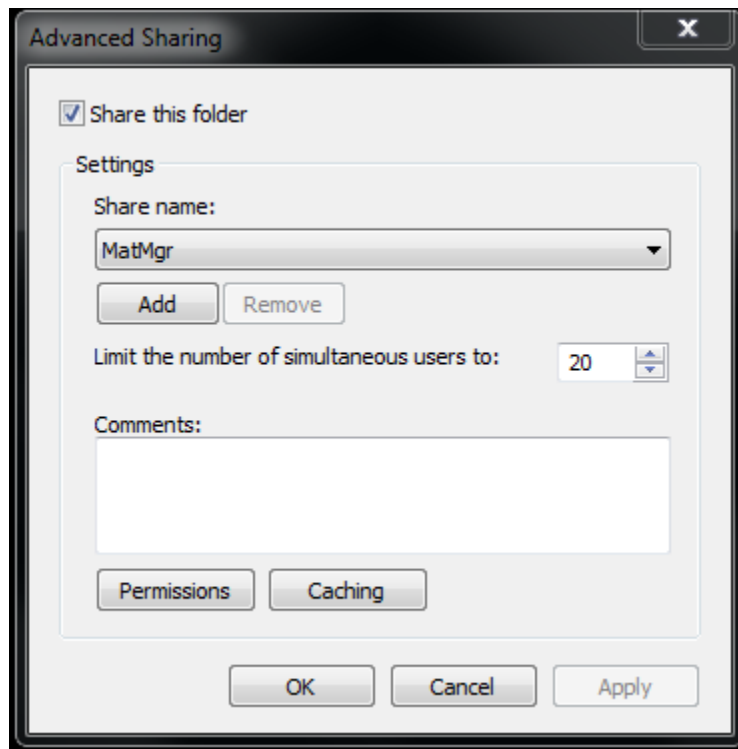 Advanced Sharing
x
Share this folder
Settings
Share name:
MatMgr
Add Remove
Limit the number of simultaneous users to: 20
Comments:
Permissions Caching
OK Cancel Apply